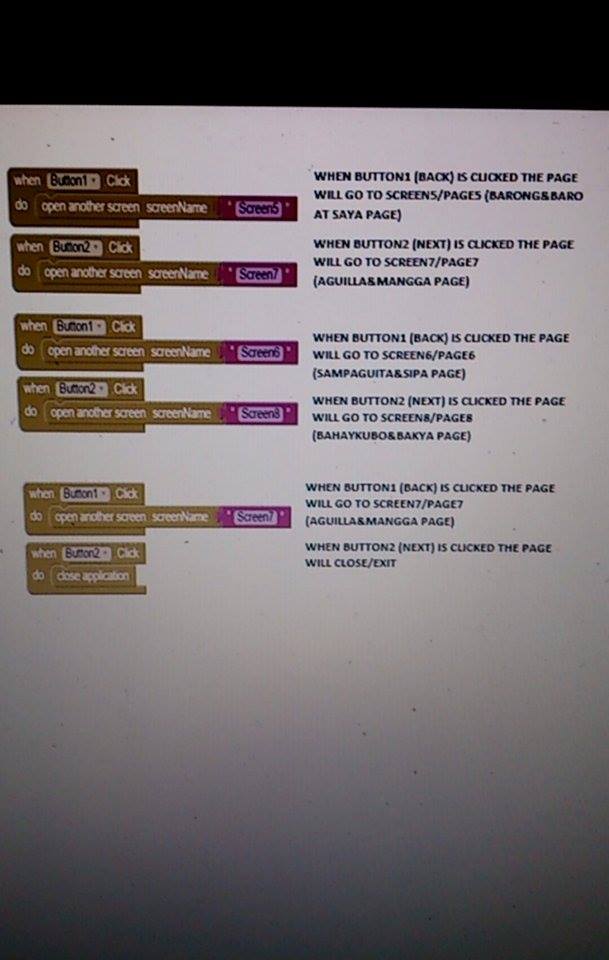 when Button1 Click
do open another screen screenName " Screen5 "
WHEN BUTTON1 (BACK) IS CLICKED THE PAGE
WILL GO TO SCREEN5/PAGE5 (BARONG&BARO
AT SAYA PAGE)
when Button2 Click
do open another screen screenName " Screen7 "
WHEN BUTTON2 (NEXT) IS CLICKED THE PAGE
WILL GO TO SCREEN7/PAGE7
(AGUILLA&MANGGA PAGE)
when Button1 Click
do open another screen screenName " Screen6 "
WHEN BUTTON1 (BACK) IS CLICKED THE PAGE
WILL GO TO SCREEN6/PAGE6
(SAMPAGUITA&SIPA PAGE)
when Button2 Click
do open another screen screenName " Screen8 "
WHEN BUTTON2 (NEXT) IS CLICKED THE PAGE
WILL GO TO SCREEN8/PAGE8
(BAHAYKUBO&BAKYA PAGE)
when Button1 Click
do open another screen screenName " Screen7 "
WHEN BUTTON1 (BACK) IS CLICKED THE PAGE
WILL GO TO SCREEN7/PAGE7
(AGUILLA&MANGGA PAGE)
when Button2 Click
do close application
WHEN BUTTON2 (NEXT) IS CLICKED THE PAGE
WILL CLOSE/EXIT